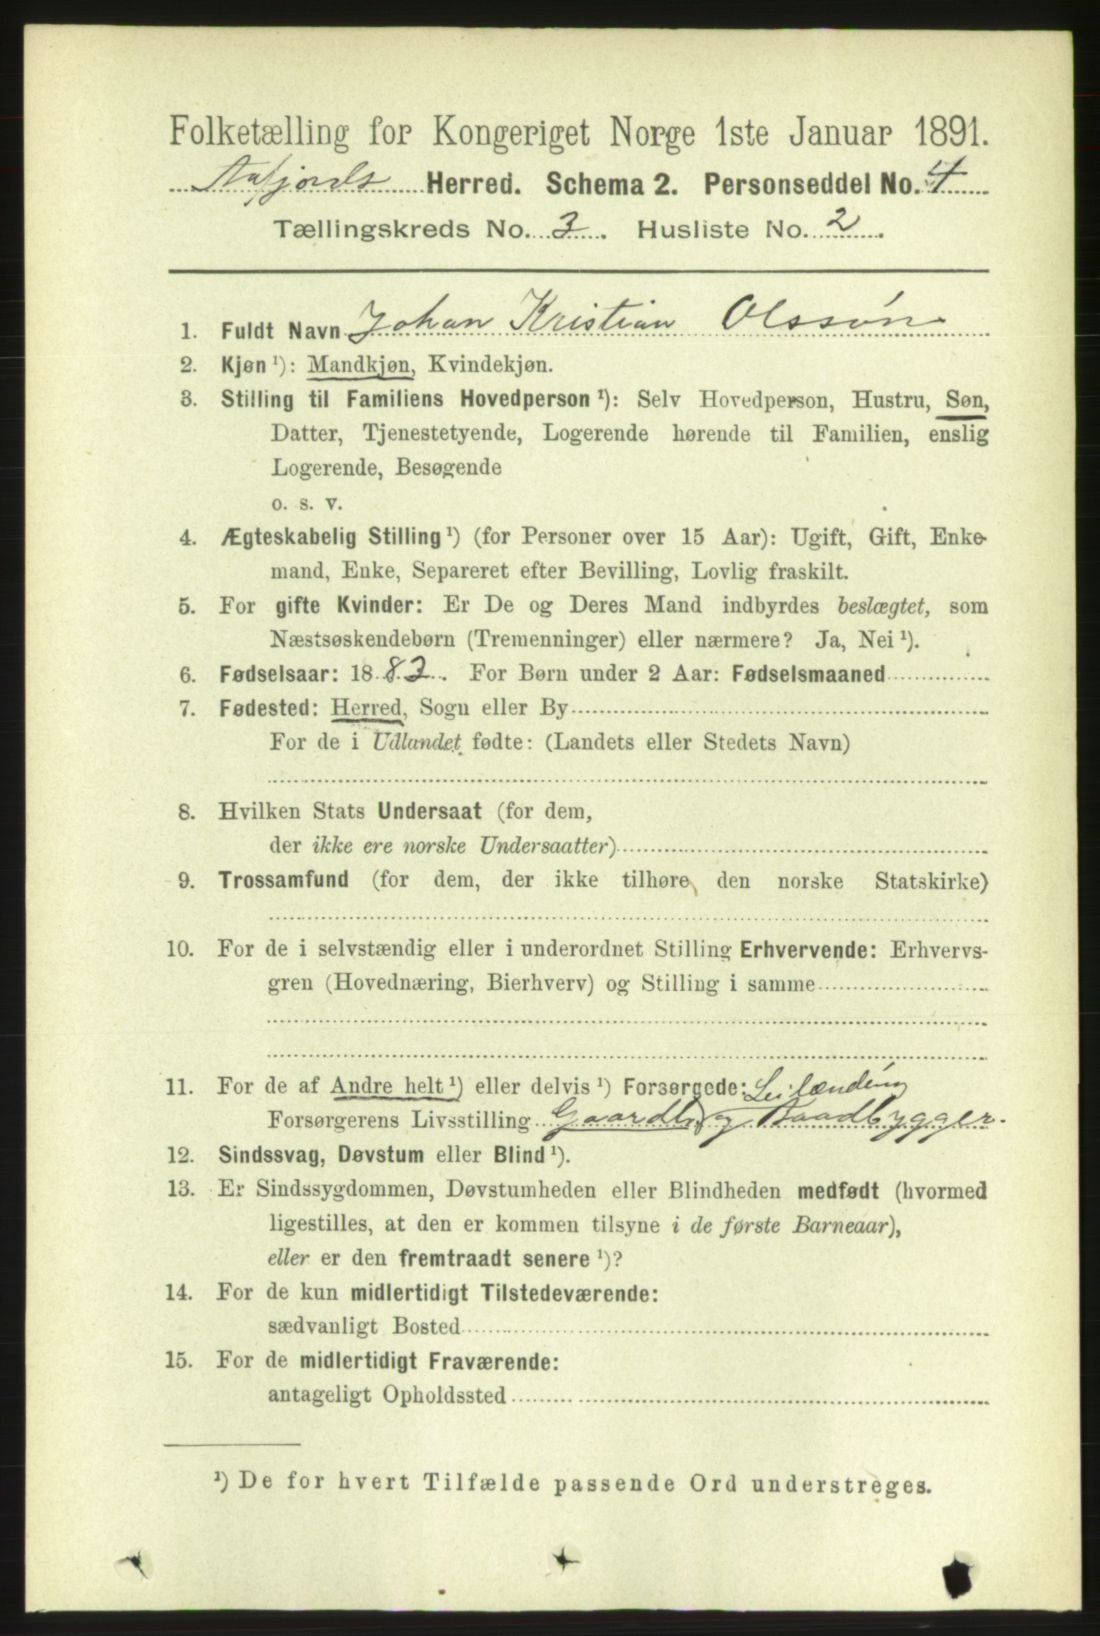 Folketælling for Kongeriget Norge 1ste Januar 1891.
Aafjords Herred. Schema 2. Personseddel No. 4
Tællingskreds No. 3. Husliste No. 2.
1. Fuldt Navn Johan Kristian Olssøn
2. Kjøn ¹): Mandkjøn, Kvindekjøn.
3. Stilling til Familiens Hovedperson ¹): Selv Hovedperson, Hustru, Søn,
Datter, Tjenestetyende, Logerende hørende til Familien, enslig
Logerende, Besøgende
o. s. v.
4. Ægteskabelig Stilling ¹) (for Personer over 15 Aar): Ugift, Gift, Enke-
mand, Enke, Separeret efter Bevilling, Lovlig fraskilt.
5. For gifte Kvinder: Er De og Deres Mand indbyrdes beslægtet, som
Næstsøskendebørn (Tremenninger) eller nærmere? Ja, Nei ¹).
6. Fødselsaar: 1883. For Børn under 2 Aar: Fødselsmaaned
7. Fødested: Herred, Sogn eller By
For de i Udlandet fødte: (Landets eller Stedets Navn)
8. Hvilken Stats Undersaat (for dem,
der ikke ere norske Undersaatter)
9. Trossamfund (for dem, der ikke tilhøre den norske Statskirke)
10. For de i selvstændig eller i underordnet Stilling Erhvervende: Erhvervs-
gren (Hovednæring, Bierhverv) og Stilling i samme
11. For de af Andre helt ¹) eller delvis ¹) Forsørgede: Leilænding
Forsørgerens Livsstilling Gaardb. og Baadbygger.
12. Sindssvag, Døvstum eller Blind ¹).
13. Er Sindssygdommen, Døvstumheden eller Blindheden medfødt (hvormed
ligestilles, at den er kommen tilsyne i de første Barneaar),
eller er den fremtraadt senere ¹)?
14. For de kun midlertidigt Tilstedeværende:
sædvanligt Bosted
15. For de midlertidigt Fraværende:
antageligt Opholdssted
¹) De for hvert Tilfælde passende Ord understreges.